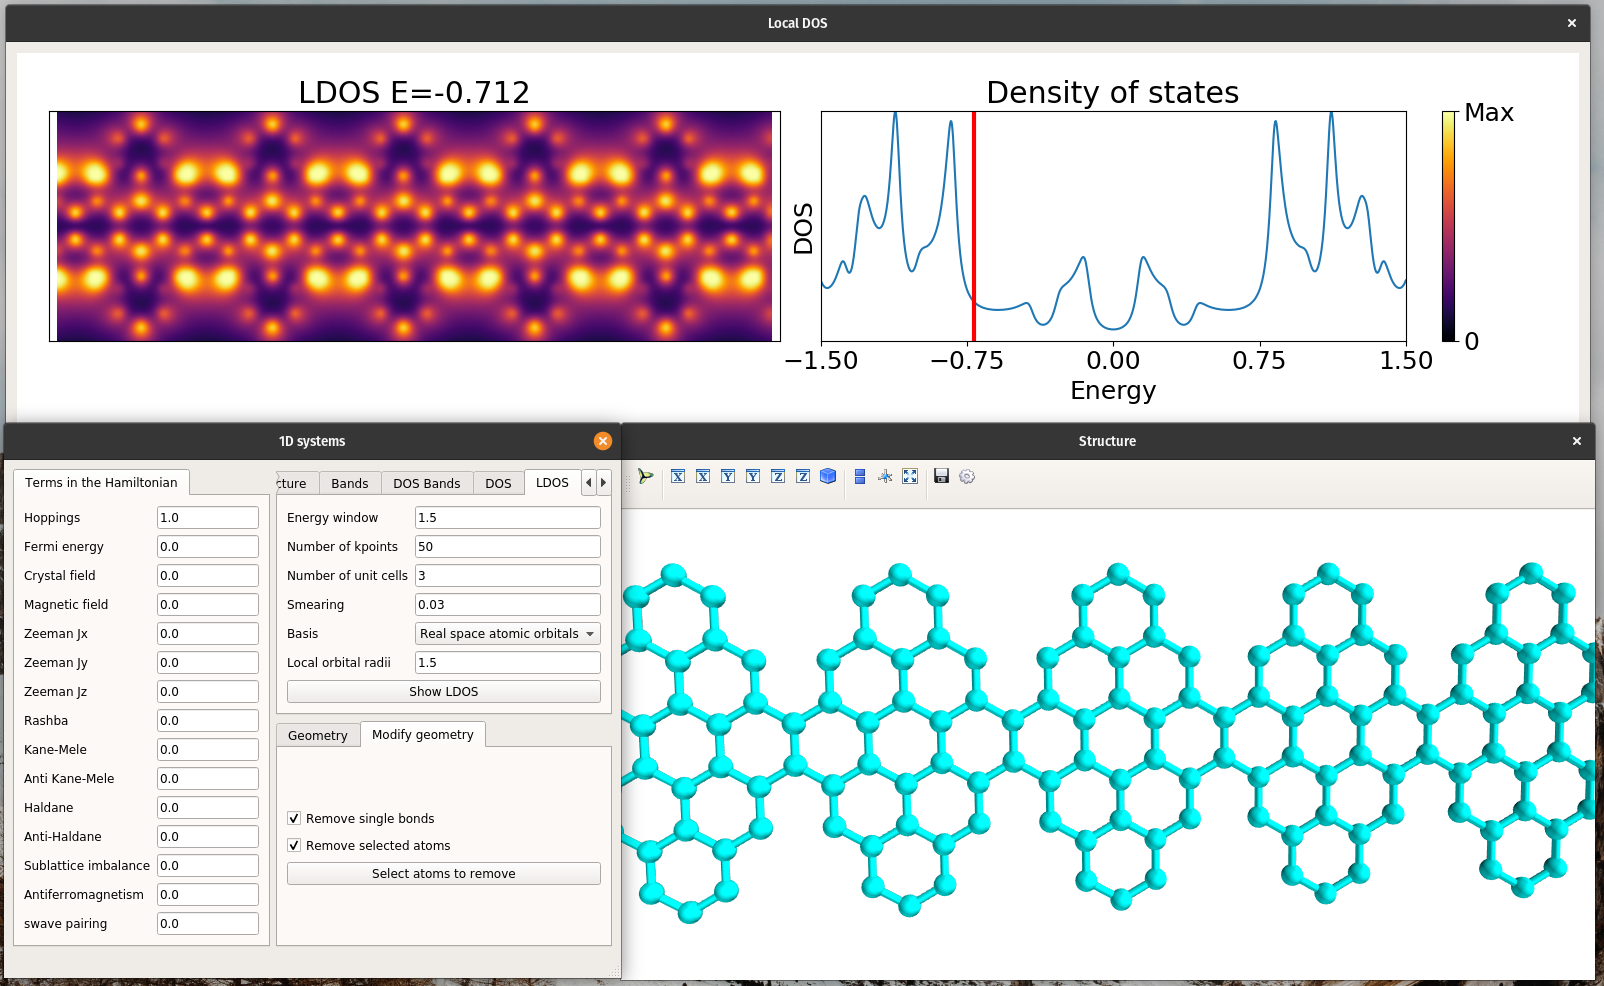 Local DOS
LDOS E=-0.712
Density of states
Max
DOS
0
−1.50 −0.75 0.00 0.75 1.50
Energy
1D systems
Structure
Terms in the Hamiltonian
cture Bands DOS Bands DOS LDOS
X X Y Y Z Z
Hoppings 1.0
Fermi energy 0.0
Crystal field 0.0
Magnetic field 0.0
Zeeman Jx 0.0
Zeeman Jy 0.0
Zeeman Jz 0.0
Rashba 0.0
Kane-Mele 0.0
Anti Kane-Mele 0.0
Haldane 0.0
Anti-Haldane 0.0
Sublattice imbalance 0.0
Antiferromagnetism 0.0
swave pairing 0.0
Energy window 1.5
Number of kpoints 50
Number of unit cells 3
Smearing 0.03
Basis Real space atomic orbitals
Local orbital radii 1.5
Show LDOS
Geometry Modify geometry
Remove single bonds
Remove selected atoms
Select atoms to remove